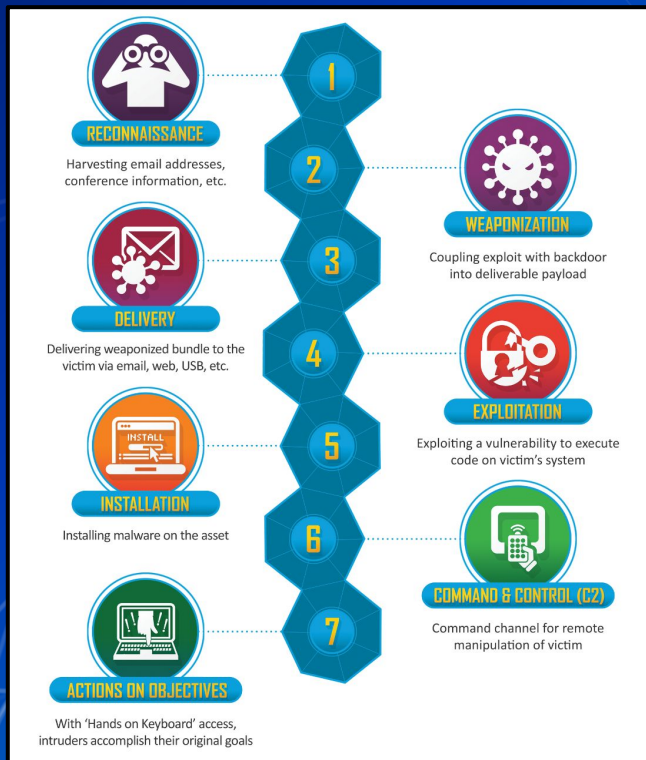 1
RECONNAISSANCE
Harvesting email addresses,
conference information, etc.
2
WEAPONIZATION
Coupling exploit with backdoor
into deliverable payload
3
DELIVERY
Delivering weaponized bundle to the
victim via email, web, USB, etc.
4
EXPLOITATION
Exploiting a vulnerability to execute
code on victim's system
5
INSTALL
INSTALLATION
Installing malware on the asset
6
COMMAND & CONTROL (C2)
Command channel for remote
manipulation of victim
7
ACTIONS ON OBJECTIVES
With 'Hands on Keyboard' access,
intruders accomplish their original goals